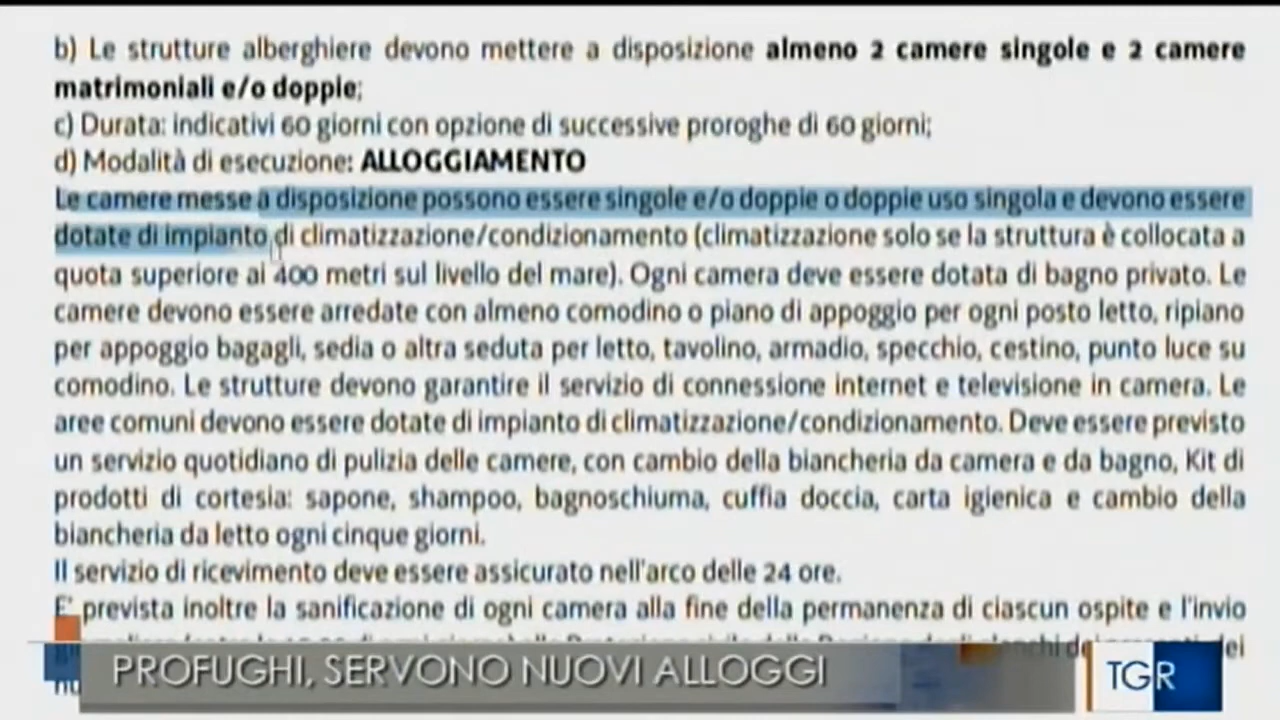 b) Le strutture alberghiere devono mettere a disposizione almeno 2 camere singole e 2 camere
matrimoniali e/o doppie;
c) Durata: indicativi 60 giorni con opzione di successive proroghe di 60 giorni;
d) Modalità di esecuzione: ALLOGGIAMENTO
Le camere messe a disposizione possono essere singole e/o doppie o doppie uso singola e devono essere
dotate di impianto di climatizzazione/condizionamento (climatizzazione solo se la struttura è collocata a
quota superiore ai 400 metri sul livello del mare). Ogni camera deve essere dotata di bagno privato. Le
camere devono essere arredate con almeno comodino o piano di appoggio per ogni posto letto, ripiano
per appoggio bagagli, sedia o altra seduta per letto, tavolino, armadio, specchio, cestino, punto luce su
comodino. Le strutture devono garantire il servizio di connessione internet e televisione in camera. Le
aree comuni devono essere dotate di impianto di climatizzazione/condizionamento. Deve essere previsto
un servizio quotidiano di pulizia delle camere, con cambio della biancheria da camera e da bagno, Kit di
prodotti di cortesia: sapone, shampoo, bagnoschiuma, cuffia doccia, carta igienica e cambio della
biancheria da letto ogni cinque giorni.
Il servizio di ricevimento deve essere assicurato nell'arco delle 24 ore.
E' prevista inoltre la sanificazione di ogni camera alla fine della permanenza di ciascun ospite e l'invio
PROFUGHI, SERVONO NUOVI ALLOGGI
TGR